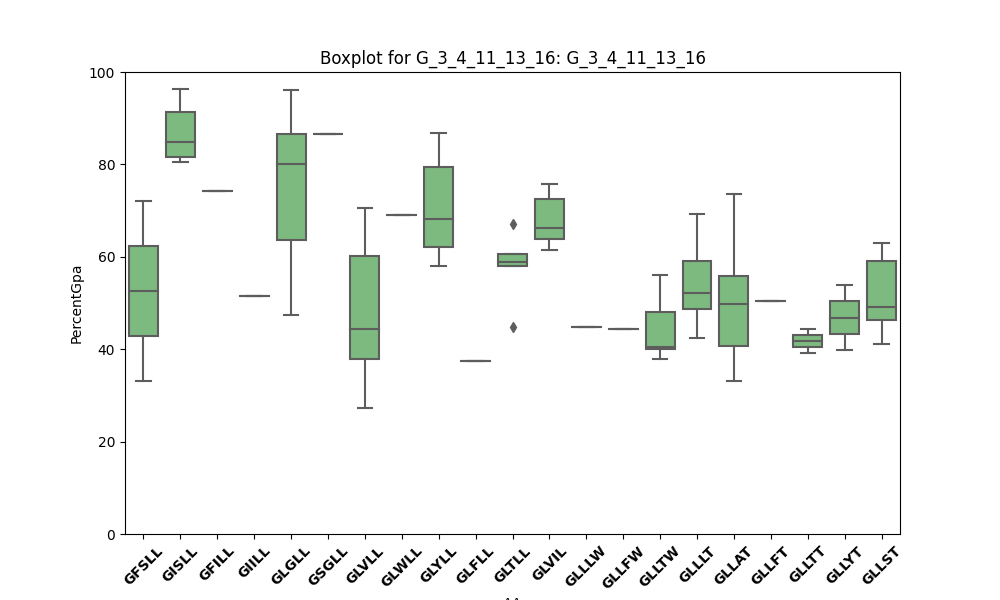 Boxplot for G_3_4_11_13_16: G_3_4_11_13_16
PercentGpa
100
80
60
40
20
0
GFSLL GISLL GFILL GIILL GLGLL GSGLL GLVLL GLWLL GLYLL GLFLL GLTLL GLVIL GLLLW GLLFW GLLTW GLLLT GLLAT GLLFT GLLTT GLLYT GLLST